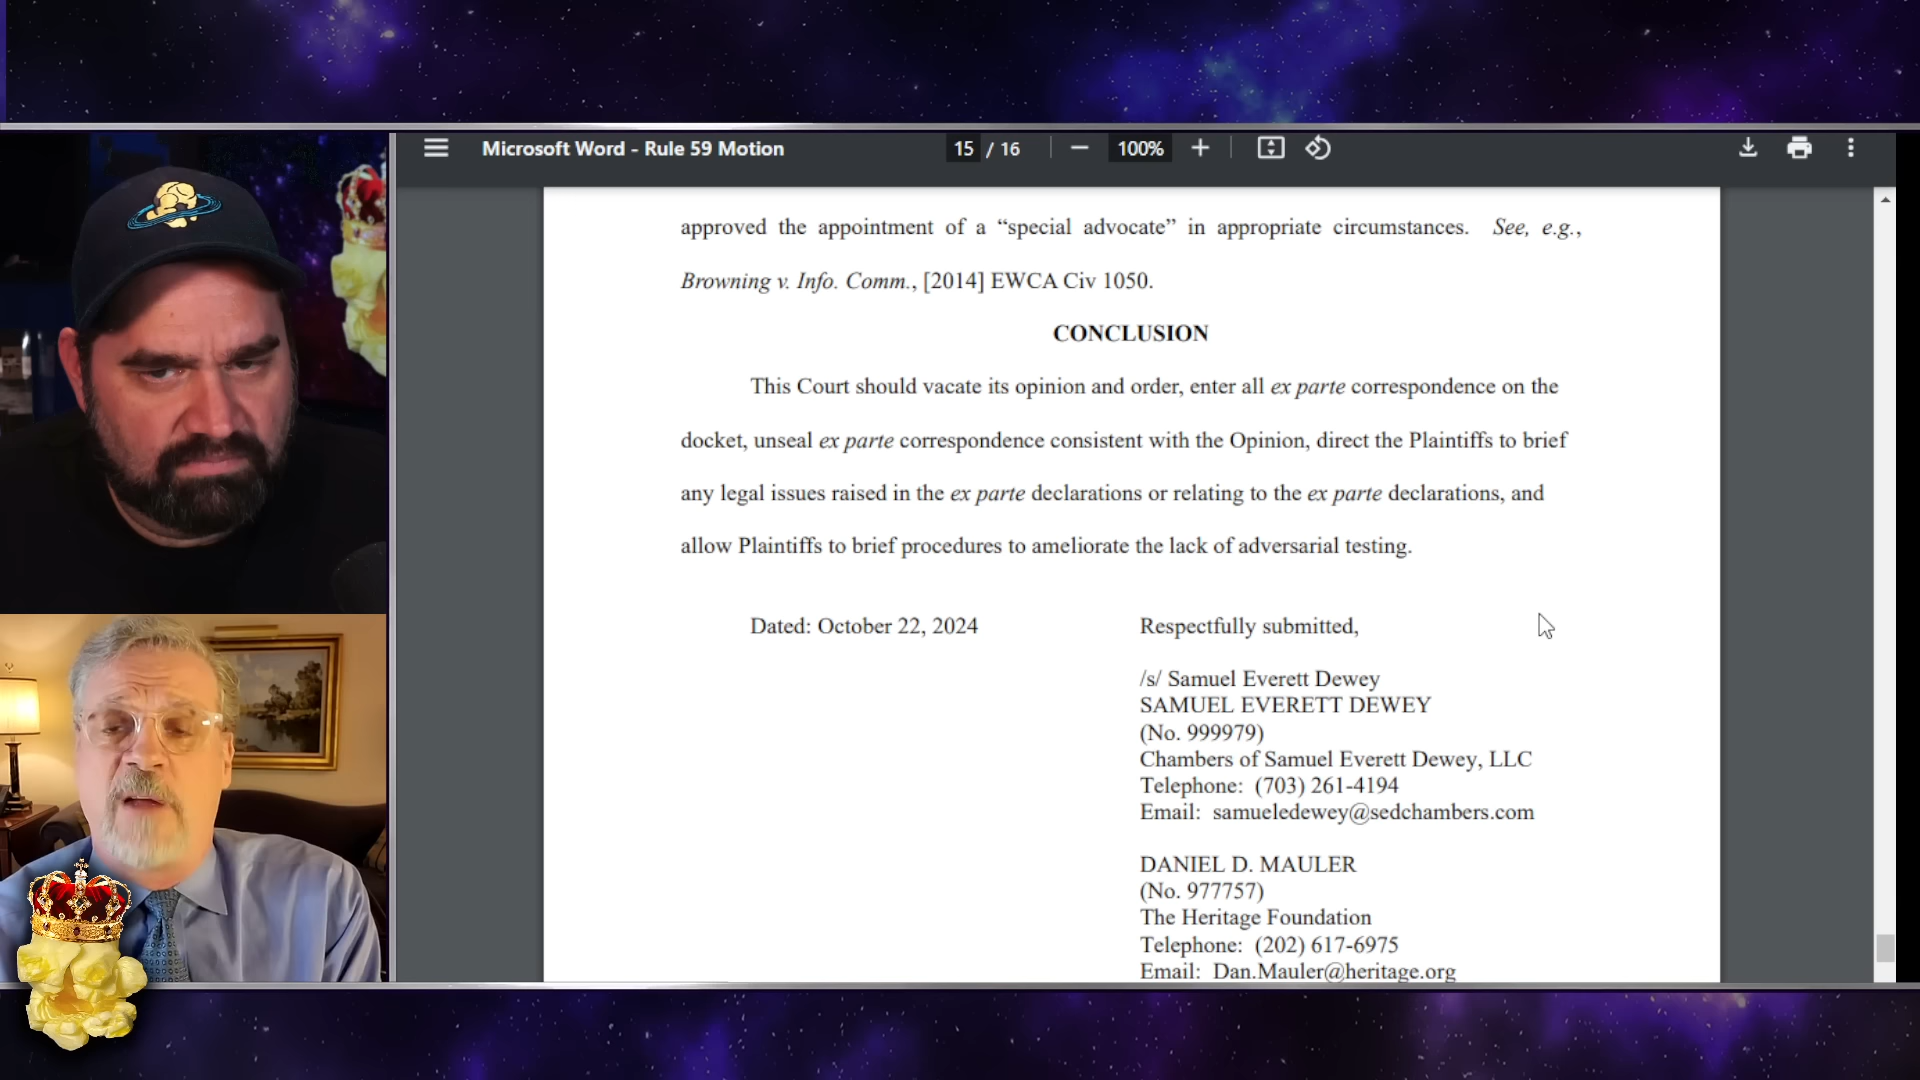 Microsoft Word - Rule 59 Motion 15 / 16 100%
approved the appointment of a “special advocate” in appropriate circumstances. See, e.g.,
Browning v. Info. Comm., [2014] EWCA Civ 1050.
CONCLUSION
This Court should vacate its opinion and order, enter all ex parte correspondence on the
docket, unseal ex parte correspondence consistent with the Opinion, direct the Plaintiffs to brief
any legal issues raised in the ex parte declarations or relating to the ex parte declarations, and
allow Plaintiffs to brief procedures to ameliorate the lack of adversarial testing.
Dated: October 22, 2024 Respectfully submitted,
/s/ Samuel Everett Dewey
SAMUEL EVERETT DEWEY
(No. 999979)
Chambers of Samuel Everett Dewey, LLC
Telephone: (703) 261-4194
Email: samueledewey@sedchambers.com
DANIEL D. MAULER
(No. 977757)
The Heritage Foundation
Telephone: (202) 617-6975
Email: Dan.Mauler@heritage.org